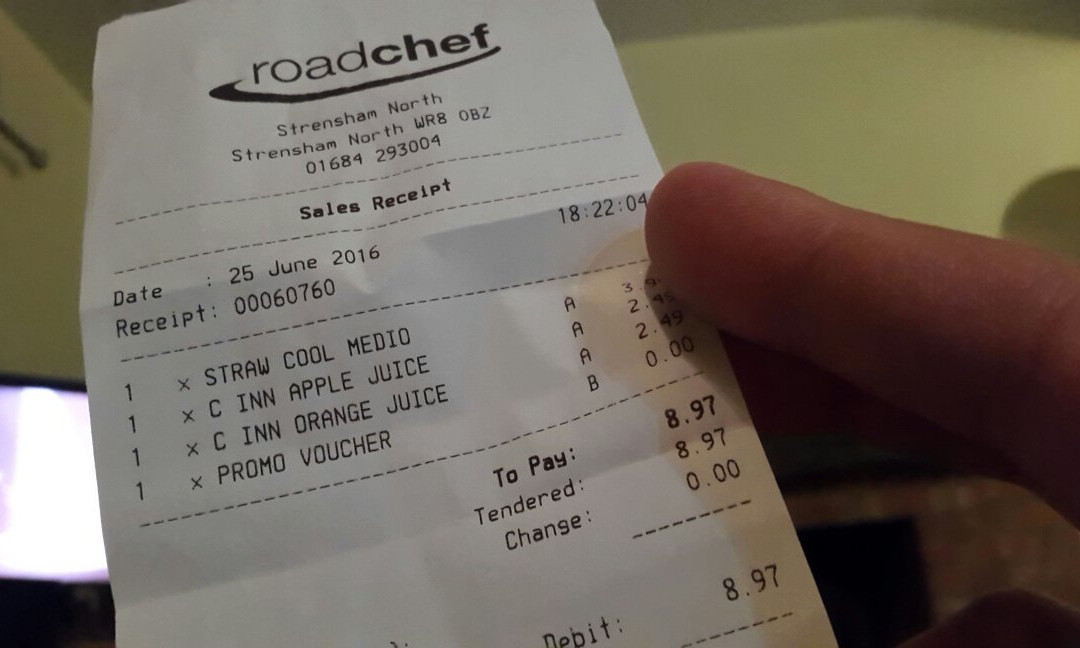 roadchef
Strensham North
Strensham North WR8 0BZ
01684 293004
Sales Receipt
18:22:04
Date : 25 June 2016
Receipt: 00060760
1 x STRAW COOL MEDIO A
1 x C INN APPLE JUICE A 2.49
1 x C INN ORANGE JUICE A 2.49
1 x PROMO VOUCHER B 0.00
To Pay: 8.97
Tendered: 8.97
Change: 0.00
Debit: 8.97